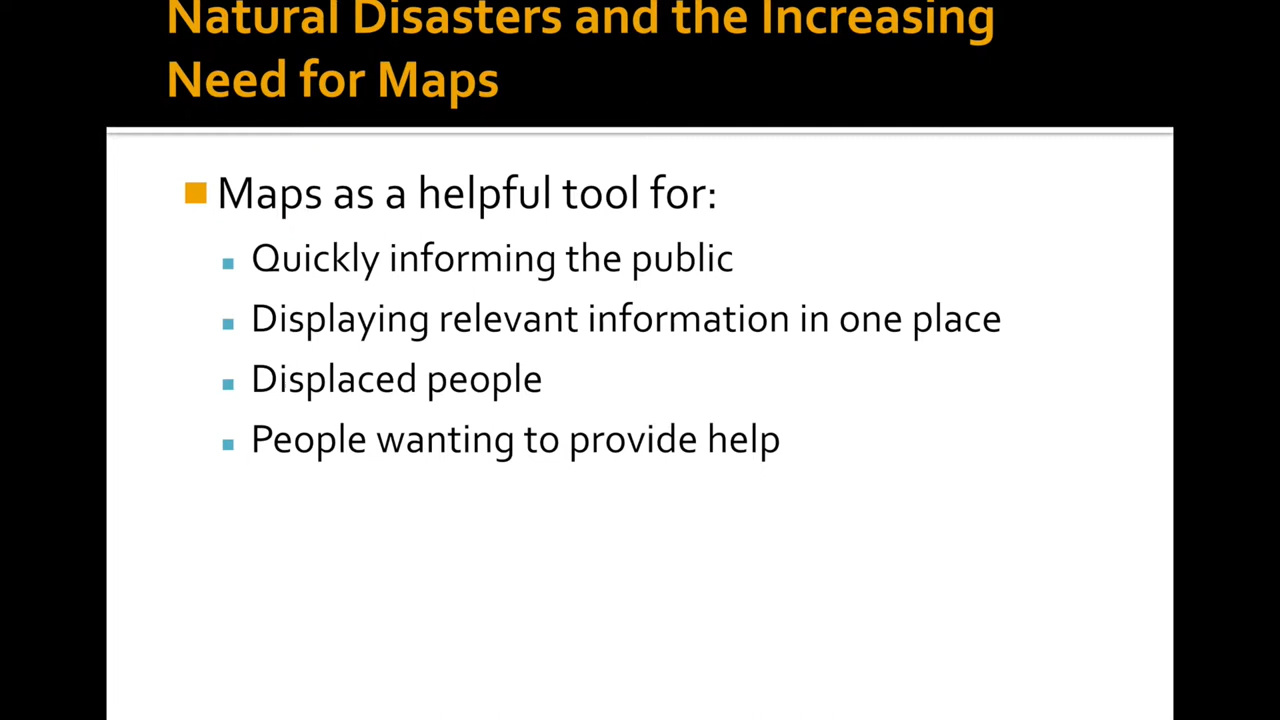 Natural Disasters and the Increasing
Need for Maps
Maps as a helpful tool for:
Quickly informing the public
Displaying relevant information in one place
Displaced people
People wanting to provide help